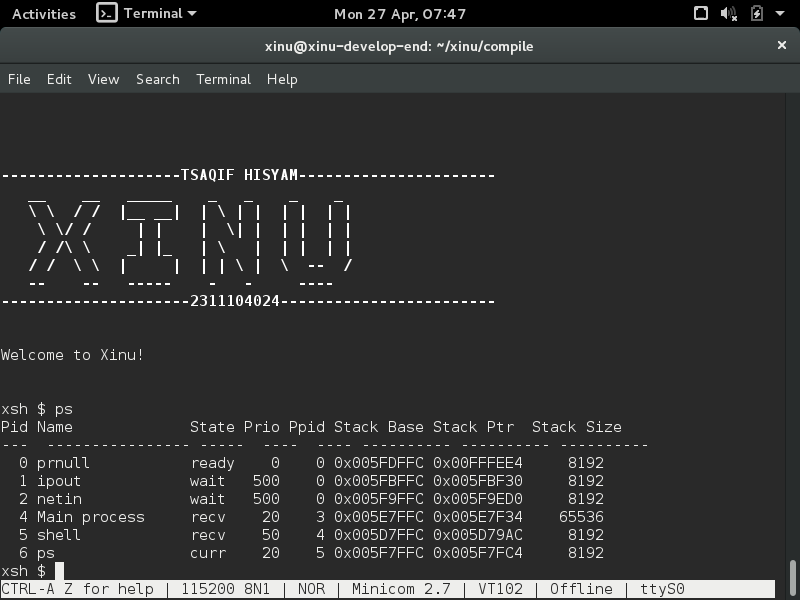 Activities Terminal Mon 27 Apr, 07:47
xinu@xinu-develop-end: ~/xinu/compile
File Edit View Search Terminal Help
--------------------TSAQIF HISYAM----------------------
XINU
---------------------2311104024------------------------
Welcome to Xinu!
xsh $ ps
Pid Name             State Prio Ppid Stack Base Stack Ptr  Stack Size
---  ---------------- -----  ----  ---- ---------- ---------- ----------
  0 prnull           ready    0    0 0x005FDFFC 0x00FFFEE4     8192
  1 ipout            wait   500    0 0x005FBFFC 0x005FBF30     8192
  2 netin            wait   500    0 0x005F9FFC 0x005F9ED0     8192
  4 Main process     recv    20    3 0x005E7FFC 0x005E7F34    65536
  5 shell            recv    50    4 0x005D7FFC 0x005D79AC     8192
  6 ps               curr    20    5 0x005F7FFC 0x005F7FC4     8192
xsh $
CTRL-A Z for help | 115200 8N1 | NOR | Minicom 2.7 | VT102 | Offline | ttyS0